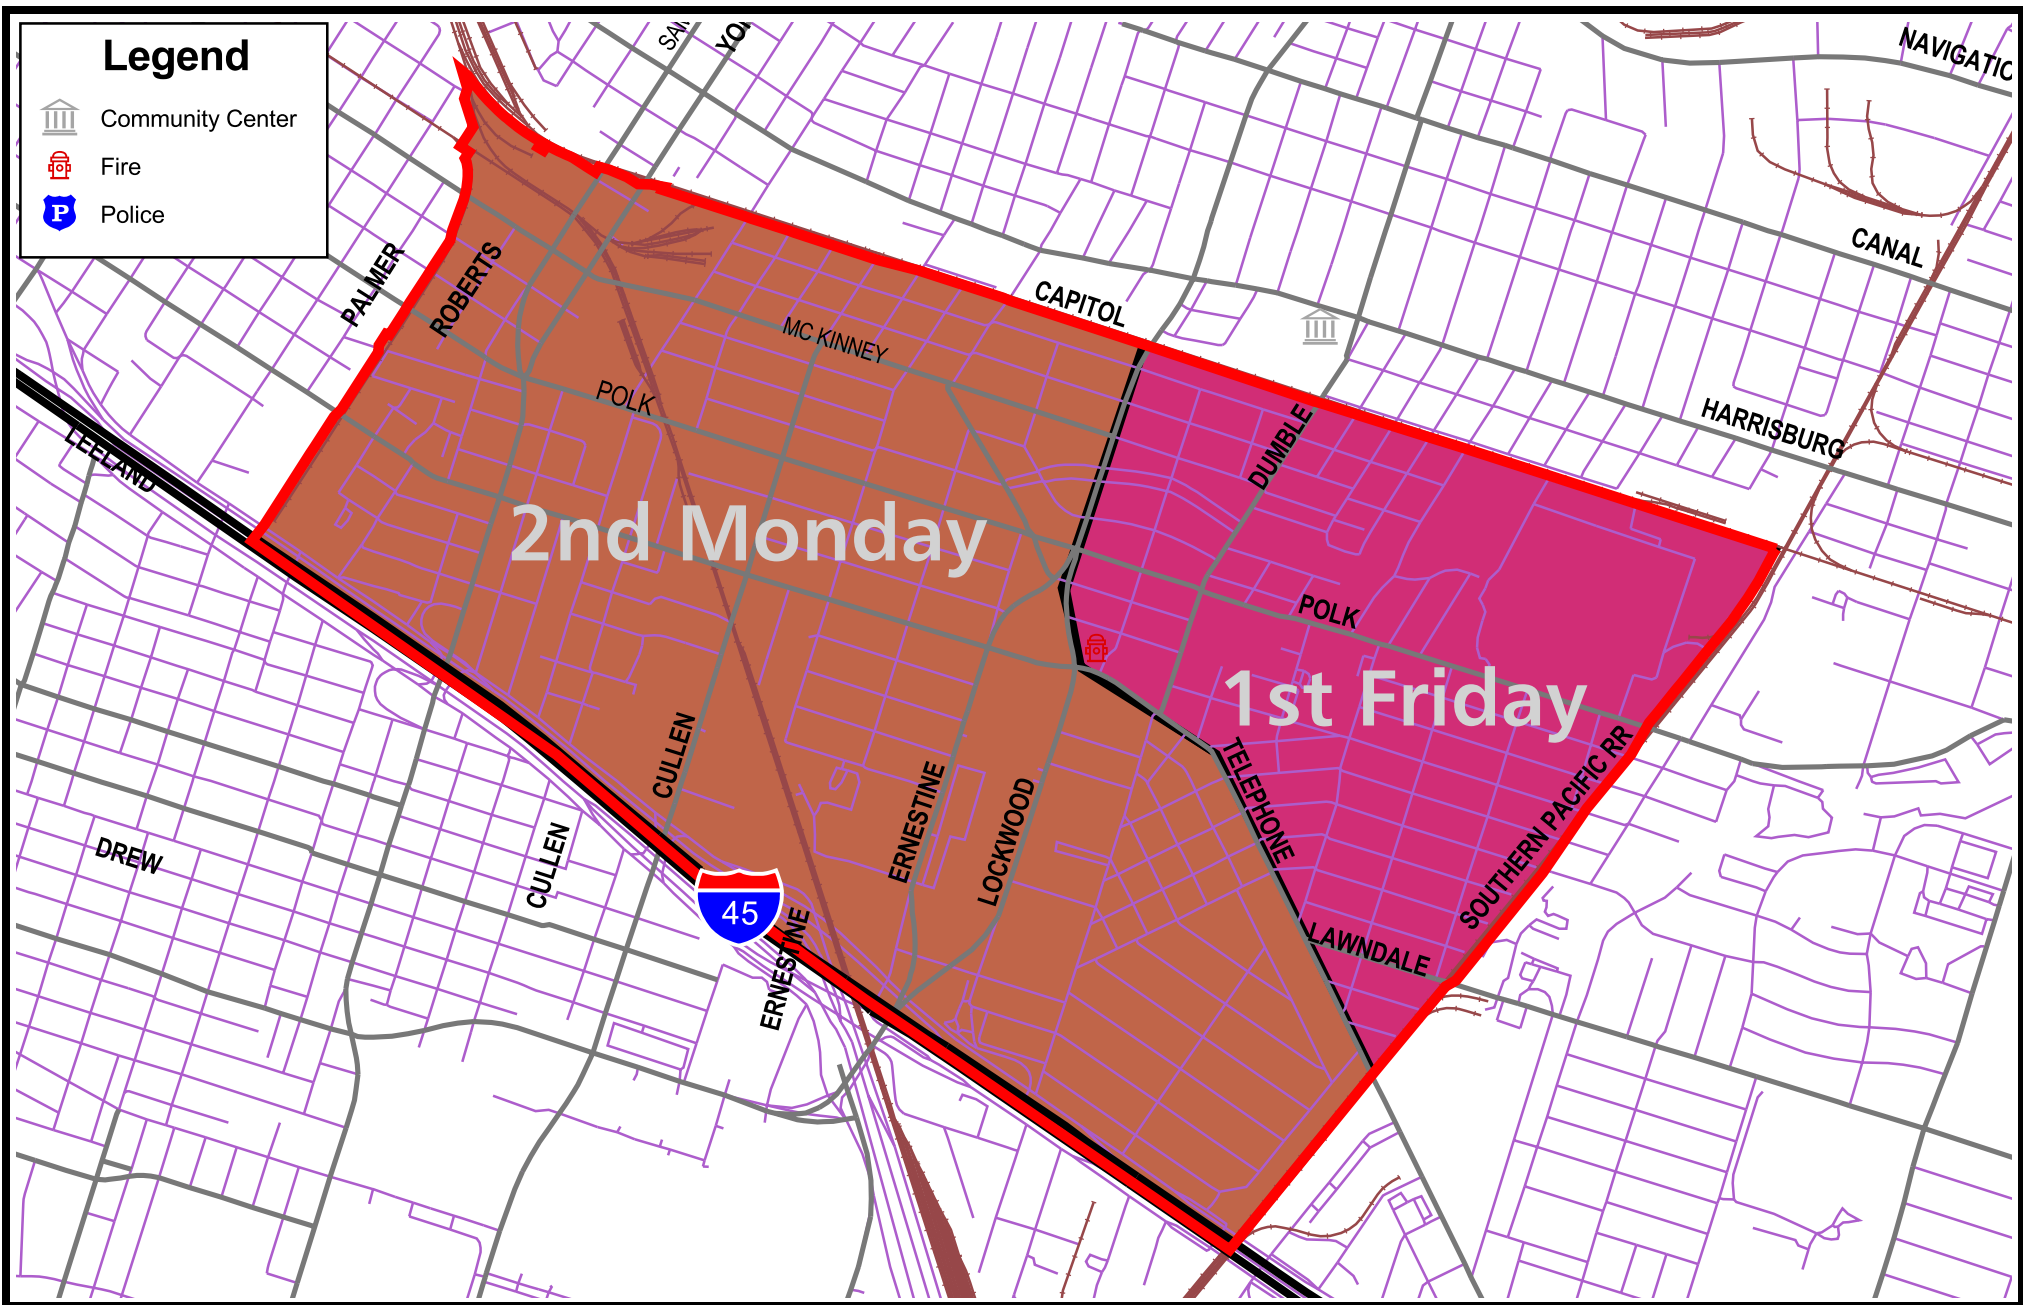 Legend
Community Center
Fire
P
Police
NAVIGATIO
CANAL
PALMER
ROBERTS
CAPITOL
MC KINNEY
POLK
HARRISBURG
DUMBLE
LEELAND
2nd Monday
POLK
1st Friday
CULLEN
ERNESTINE
LOCKWOOD
TELEPHONE
SOUTHERN PACIFIC RR
DREW
CULLEN
45
ERNESTINE
LAWNDALE